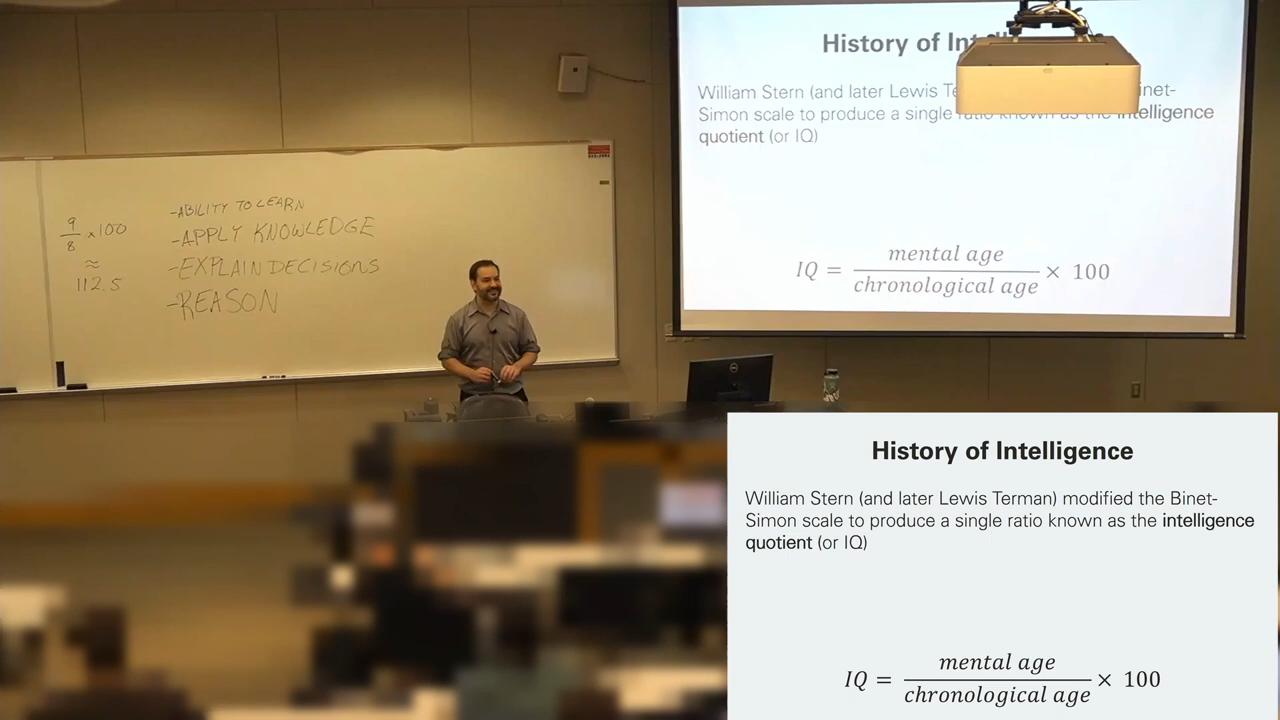 9/8 ×100
≈
112.5
-ABILITY TO LEARN
-APPLY KNOWLEDGE
-EXPLAIN DECISIONS
-REASON
History of Int
William Stern (and later Lewis Te inet-
Simon scale to produce a single ratio known as the intelligence
quotient (or IQ)
IQ = mental age / chronological age × 100
DELL
History of Intelligence
William Stern (and later Lewis Terman) modified the Binet-
Simon scale to produce a single ratio known as the intelligence
quotient (or IQ)
IQ = mental age / chronological age × 100